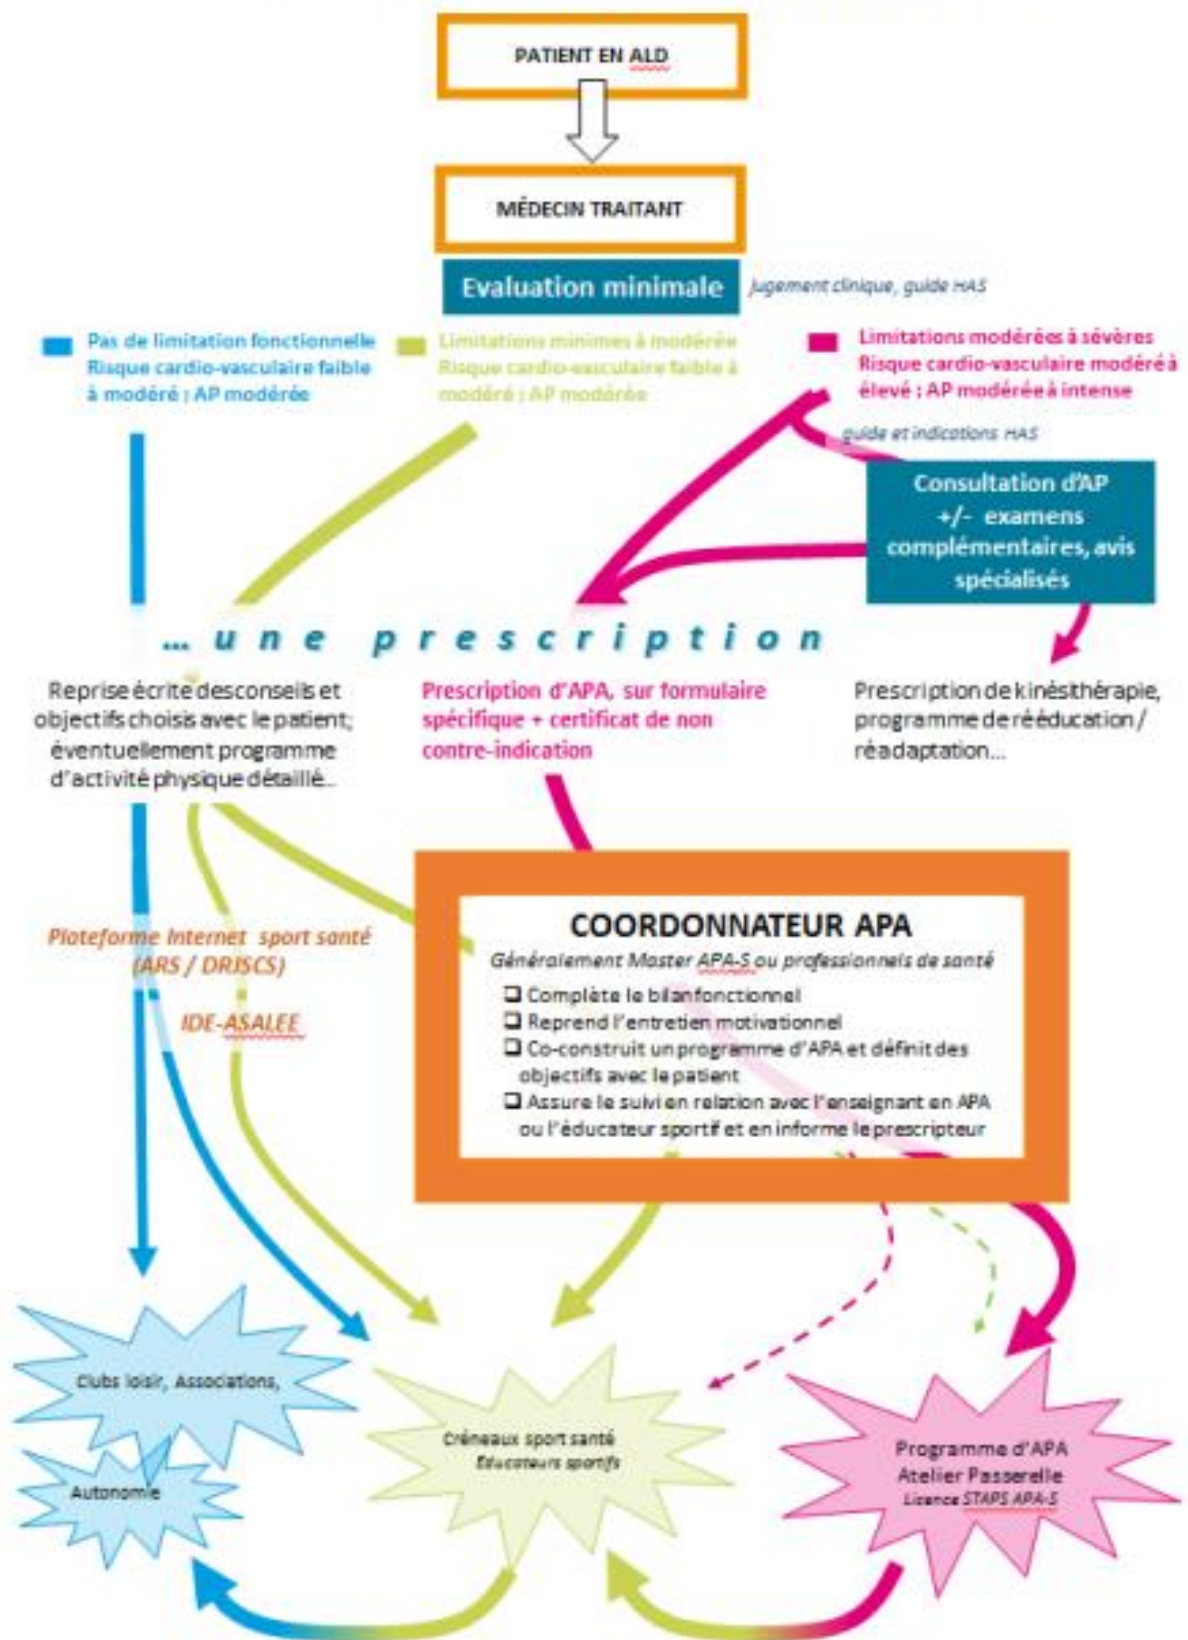 PATIENT EN ALD
MÉDECIN TRAITANT
Evaluation minimale
Jugement clinique, guide HAS
Pas de limitation fonctionnelle
Risque cardio-vasculaire faible
à modéré ; AP modérée
Limitations minimes à modérée
Risque cardio-vasculaire faible à
modéré ; AP modérée
Limitations modérées à sévères
Risque cardio-vasculaire modéré à
élevé ; AP modérée à intense
guide et indications HAS
Consultation d'AP
+/- examens
complémentaires, avis
spécialisés
... une prescription
Reprise écrite des conseils et
objectifs choisis avec le patient;
éventuellement programme
d'activité physique détaillé...
Prescription d'APA, sur formulaire
spécifique + certificat de non
contre-indication
Prescription de kinésithérapie,
programme de rééducation /
réadaptation...
Plateforme Internet sport santé
(ARS / DRJSCS)
IDE-ASALEE
COORDONNATEUR APA
Généralement Master APA-S ou professionnels de santé
❑ Complète le bilan fonctionnel
❑ Reprend l'entretien motivationnel
❑ Co-construit un programme d'APA et définit des
objectifs avec le patient
❑ Assure le suivi en relation avec l'enseignant en APA
ou l'éducateur sportif et en informe le prescripteur
Clubs loisir, Associations,
Autonomie
Créneaux sport santé
Educateurs sportifs
Programme d'APA
Atelier Passerelle
Licence STAPS APA-S